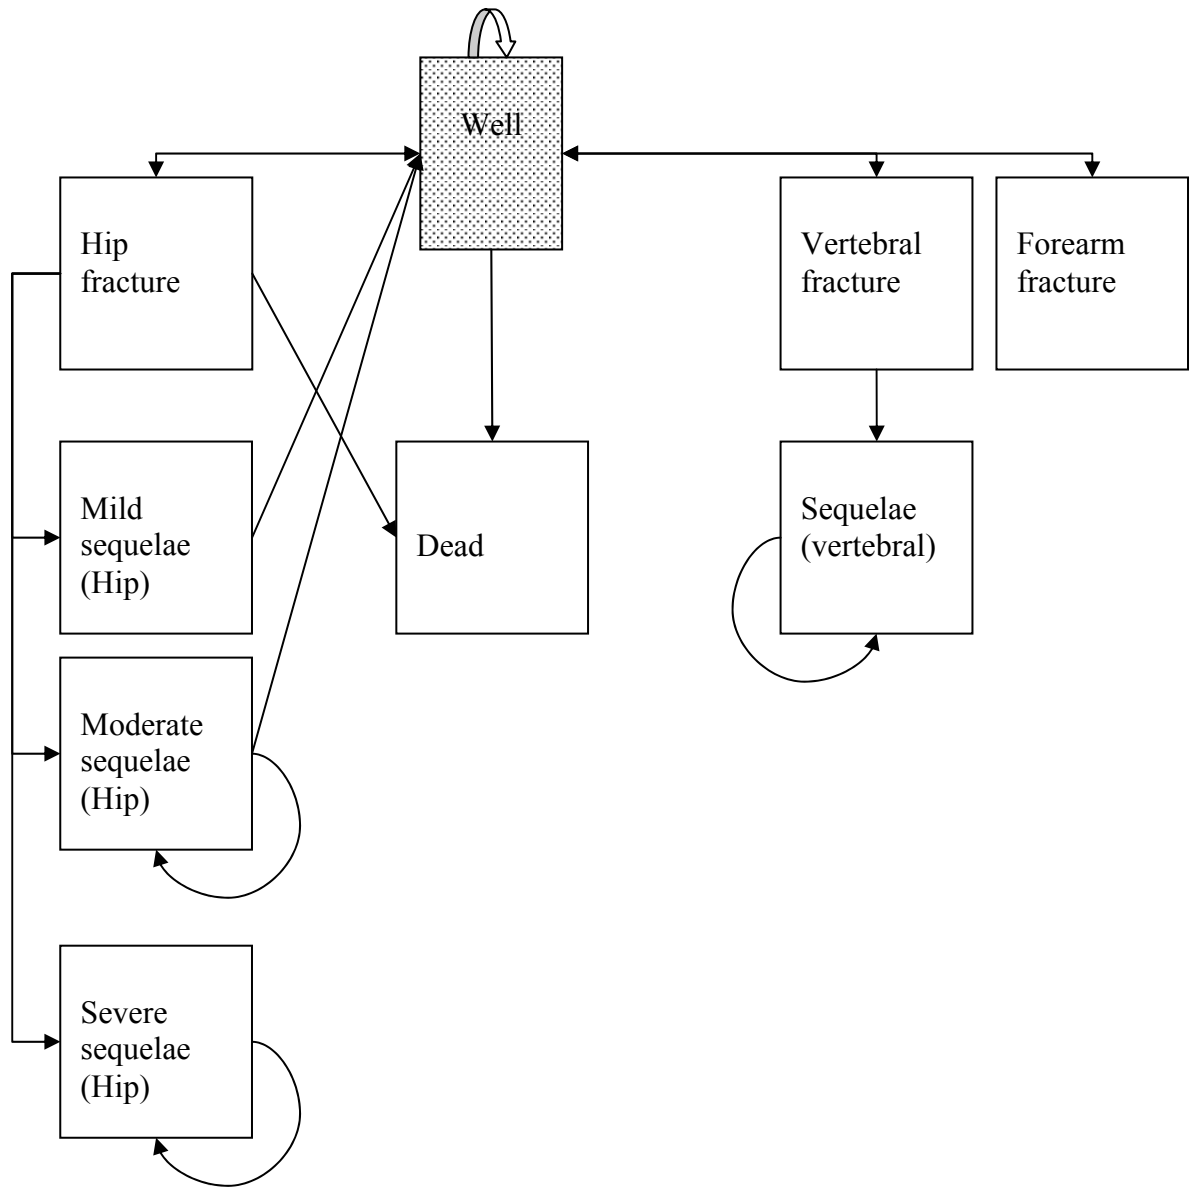 Well
Hip
fracture
Vertebral
fracture
Forearm
fracture
Mild
sequelae
(Hip)
Dead
Sequelae
(vertebral)
Moderate
sequelae
(Hip)
Severe
sequelae
(Hip)